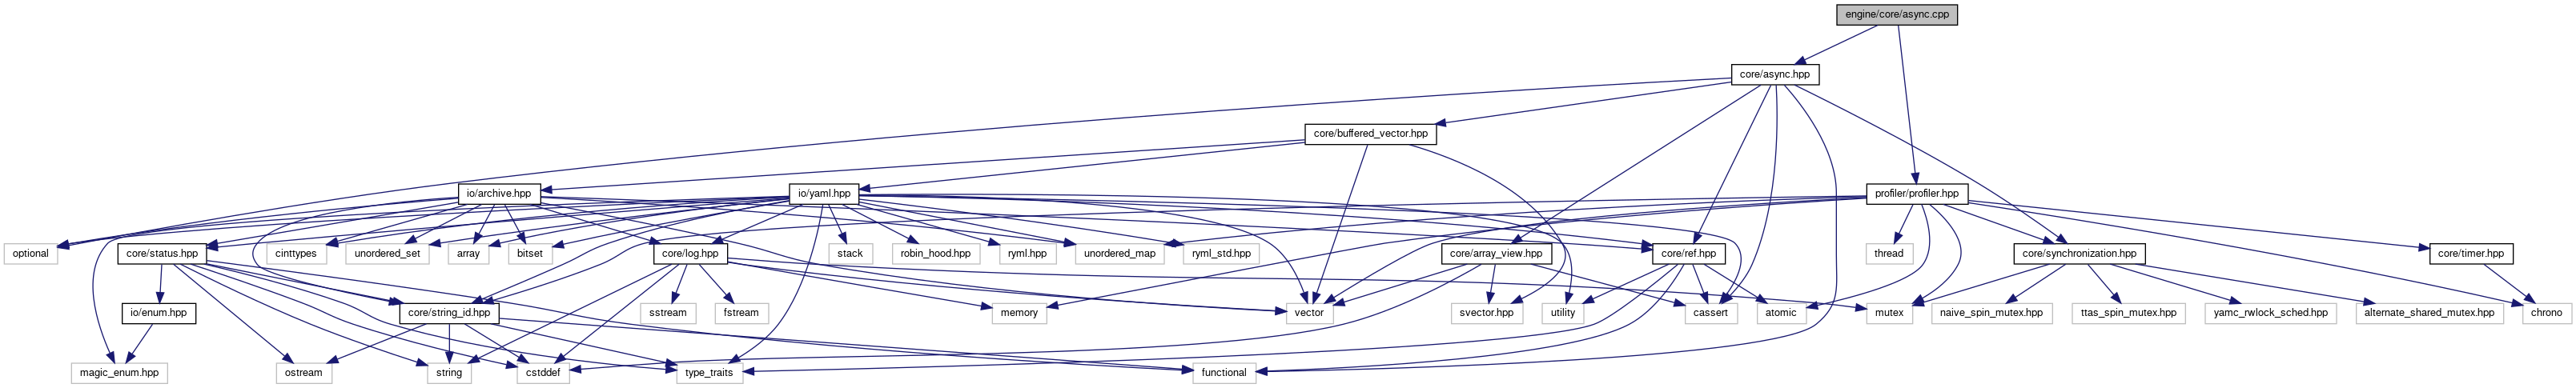 engine/core/async.cpp
core/async.hpp
core/buffered_vector.hpp
io/archive.hpp
io/yaml.hpp
profiler/profiler.hpp
optional
core/status.hpp
cinttypes
unordered_set
array
bitset
core/log.hpp
stack
robin_hood.hpp
ryml.hpp
unordered_map
ryml_std.hpp
core/array_view.hpp
core/ref.hpp
thread
core/synchronization.hpp
core/timer.hpp
io/enum.hpp
core/string_id.hpp
sstream
fstream
memory
vector
svector.hpp
utility
cassert
atomic
mutex
naive_spin_mutex.hpp
ttas_spin_mutex.hpp
yamc_rwlock_sched.hpp
alternate_shared_mutex.hpp
chrono
magic_enum.hpp
ostream
string
cstddef
type_traits
functional